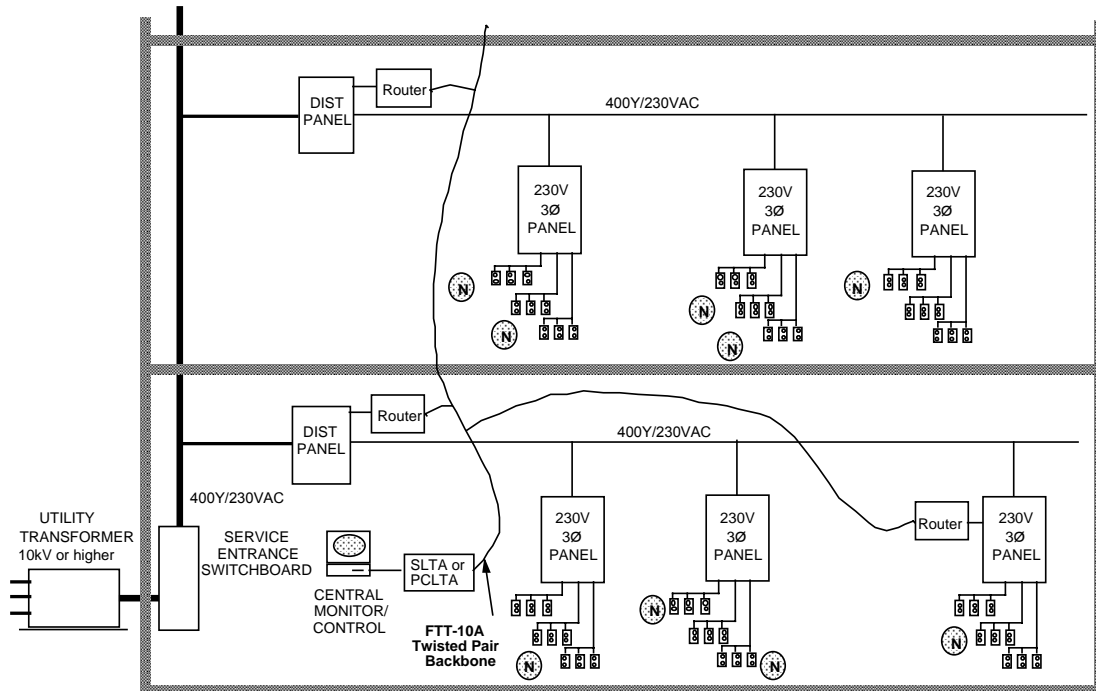 Router
DIST
PANEL
400Y/230VAC
230V
3Ø
PANEL
230V
3Ø
PANEL
230V
3Ø
PANEL
N
N
N
N
N
Router
DIST
PANEL
400Y/230VAC
400Y/230VAC
UTILITY
TRANSFORMER
10kV or higher
SERVICE
ENTRANCE
SWITCHBOARD
CENTRAL
MONITOR/
CONTROL
SLTA or
PCLTA
FTT-10A
Twisted Pair
Backbone
230V
3Ø
PANEL
230V
3Ø
PANEL
Router
230V
3Ø
PANEL
N
N
N
N